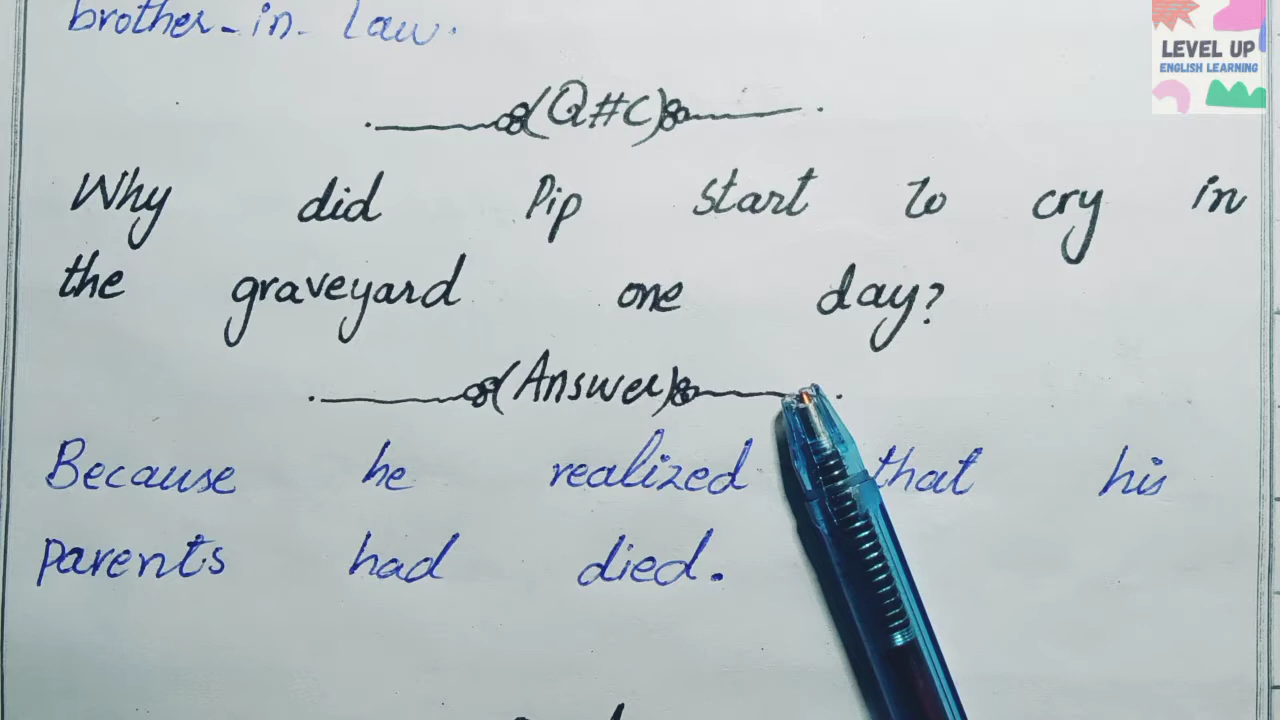 brother-in-law.
LEVEL UP
ENGLISH LEARNING
(Q#C)
Why did Pip start to cry in
the graveyard one day?
(Answer)
Because he realized that his
parents had died.